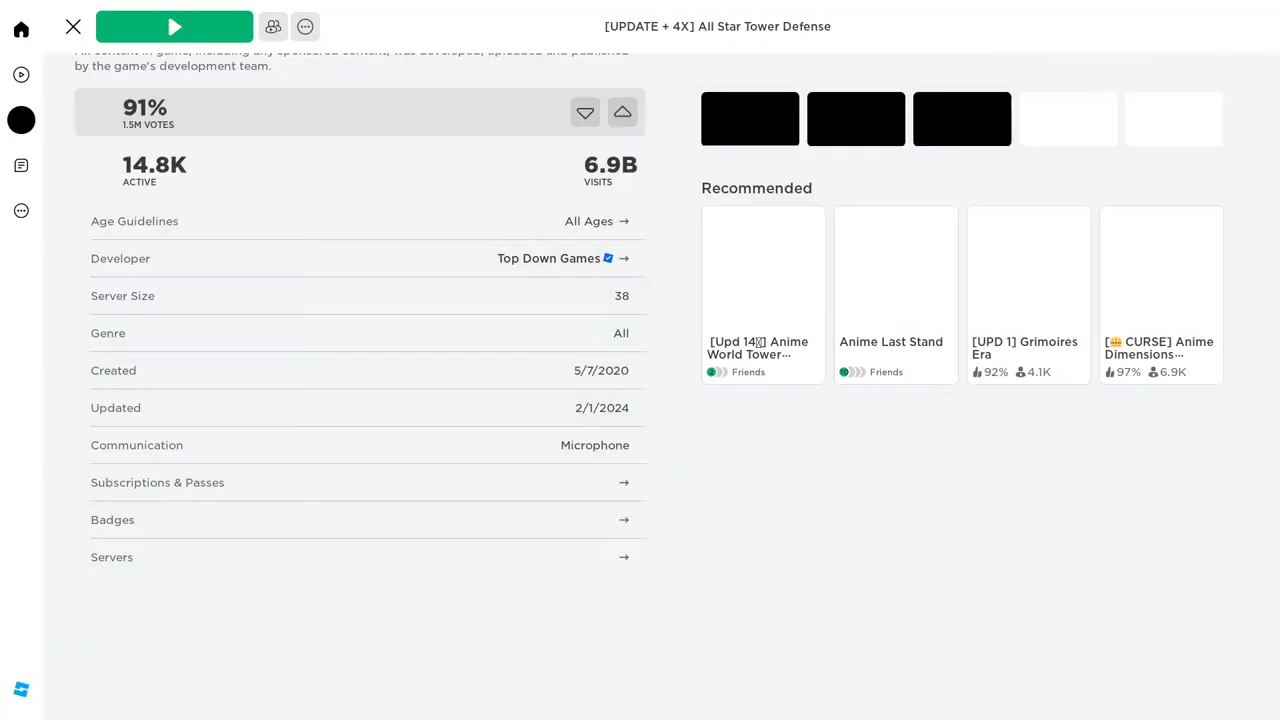 [UPDATE + 4X] All Star Tower Defense
by the game's development team.
91%
1.5M VOTES
14.8K
ACTIVE
6.9B
VISITS
Age Guidelines
All Ages →
Developer
Top Down Games →
Server Size
38
Genre
All
Created
5/7/2020
Updated
2/1/2024
Communication
Microphone
Subscriptions & Passes
→
Badges
→
Servers
→
Recommended
[Upd 14] Anime
World Tower...
Friends
Anime Last Stand
Friends
[UPD 1] Grimoires
Era
92% 4.1K
[🍔 CURSE] Anime
Dimensions...
97% 6.9K